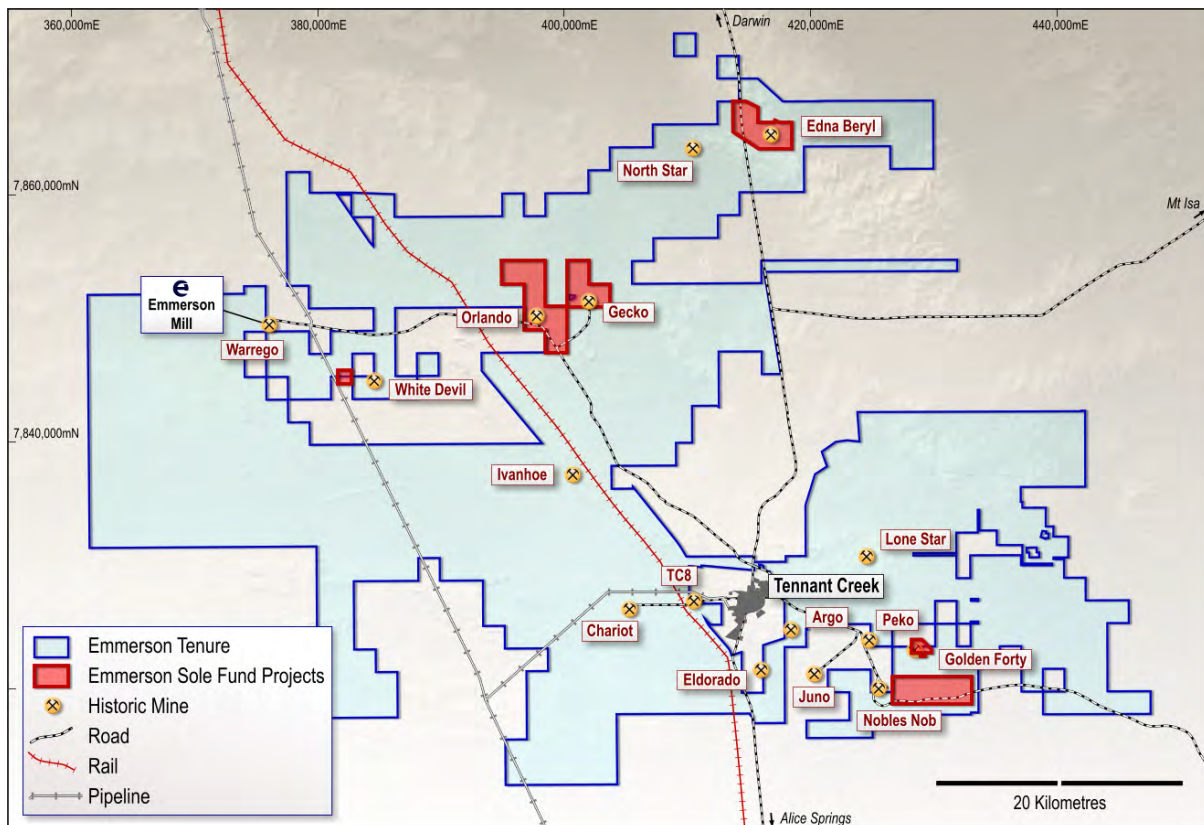 360,000mE
380,000mE
400,000mE
Darwin
420,000mE
440,000mE
Edna Beryl
North Star
7,860,000mN
Mt Isa
e
Emmerson
Mill
Orlando
Gecko
Warrego
White Devil
7,840,000mN
Ivanhoe
Lone Star
TC8
Tennant Creek
Chariot
Argo
Peko
Golden Forty
Eldorado
Juno
Nobles Nob
Emmerson Tenure
Emmerson Sole Fund Projects
Historic Mine
Road
Rail
Pipeline
20 Kilometres
Alice Springs